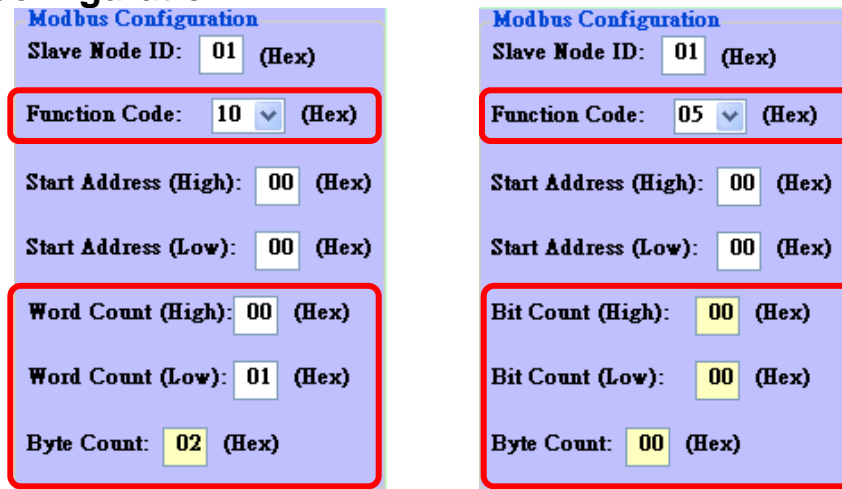 Modbus Configuration
Slave Node ID: 01 (Hex)
Function Code: 10 (Hex)
Start Address (High): 00 (Hex)
Start Address (Low): 00 (Hex)
Word Count (High): 00 (Hex)
Word Count (Low): 01 (Hex)
Byte Count: 02 (Hex)
Modbus Configuration
Slave Node ID: 01 (Hex)
Function Code: 05 (Hex)
Start Address (High): 00 (Hex)
Start Address (Low): 00 (Hex)
Bit Count (High): 00 (Hex)
Bit Count (Low): 00 (Hex)
Byte Count: 00 (Hex)